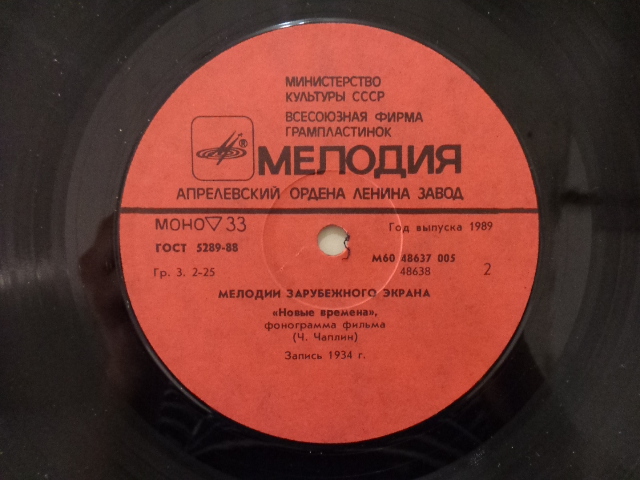 МИНИСТЕРСТВО
КУЛЬТУРЫ СССР
ВСЕСОЮЗНАЯ ФИРМА
ГРАМПЛАСТИНОК
®
МЕЛОДИЯ
АПРЕЛЕВСКИЙ ОРДЕНА ЛЕНИНА ЗАВОД
МОНО 33
Год выпуска 1989
ГОСТ 5289-88
М60 48637 005
Гр. 3. 2-25
48638
2
МЕЛОДИИ ЗАРУБЕЖНОГО ЭКРАНА
«Новые времена»,
фонограмма фильма
(Ч. Чаплин)
Запись 1934 г.